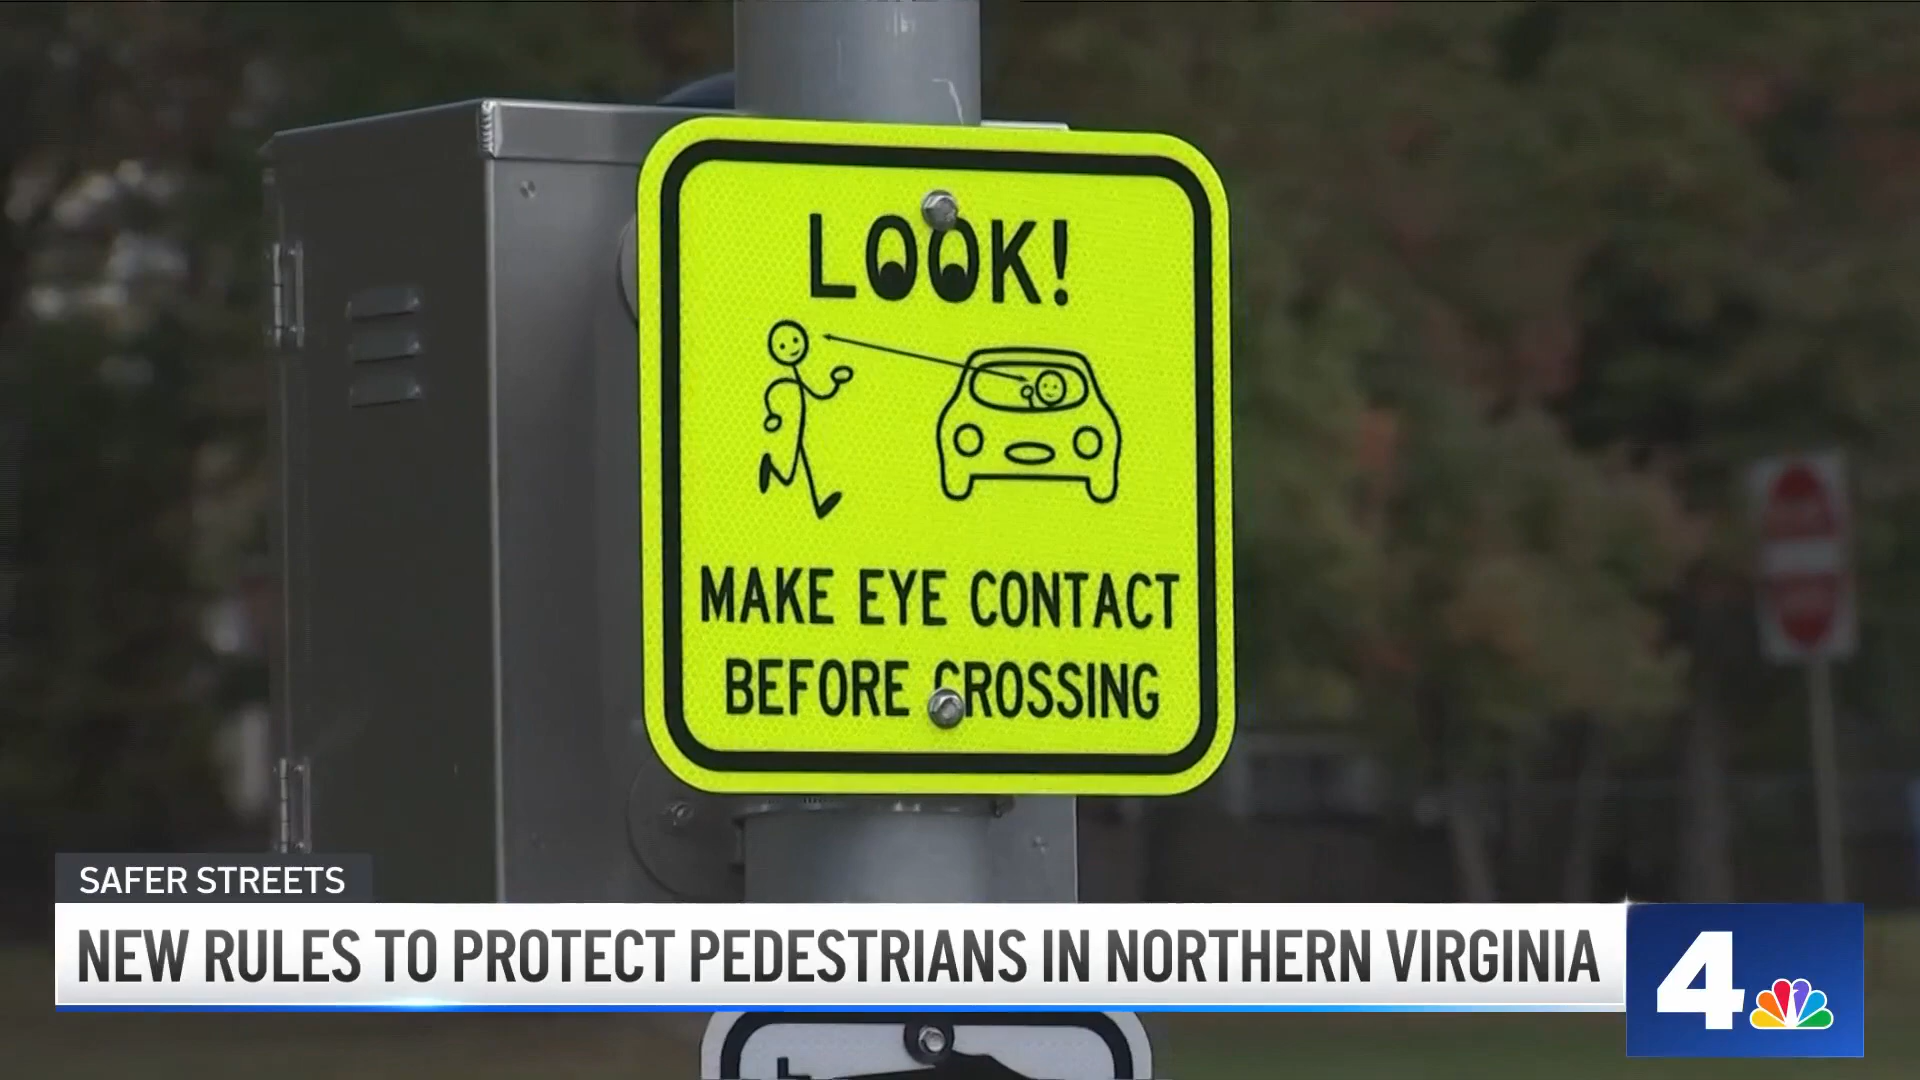 LOOK!
MAKE EYE CONTACT
BEFORE CROSSING
SAFER STREETS
NEW RULES TO PROTECT PEDESTRIANS IN NORTHERN VIRGINIA
4